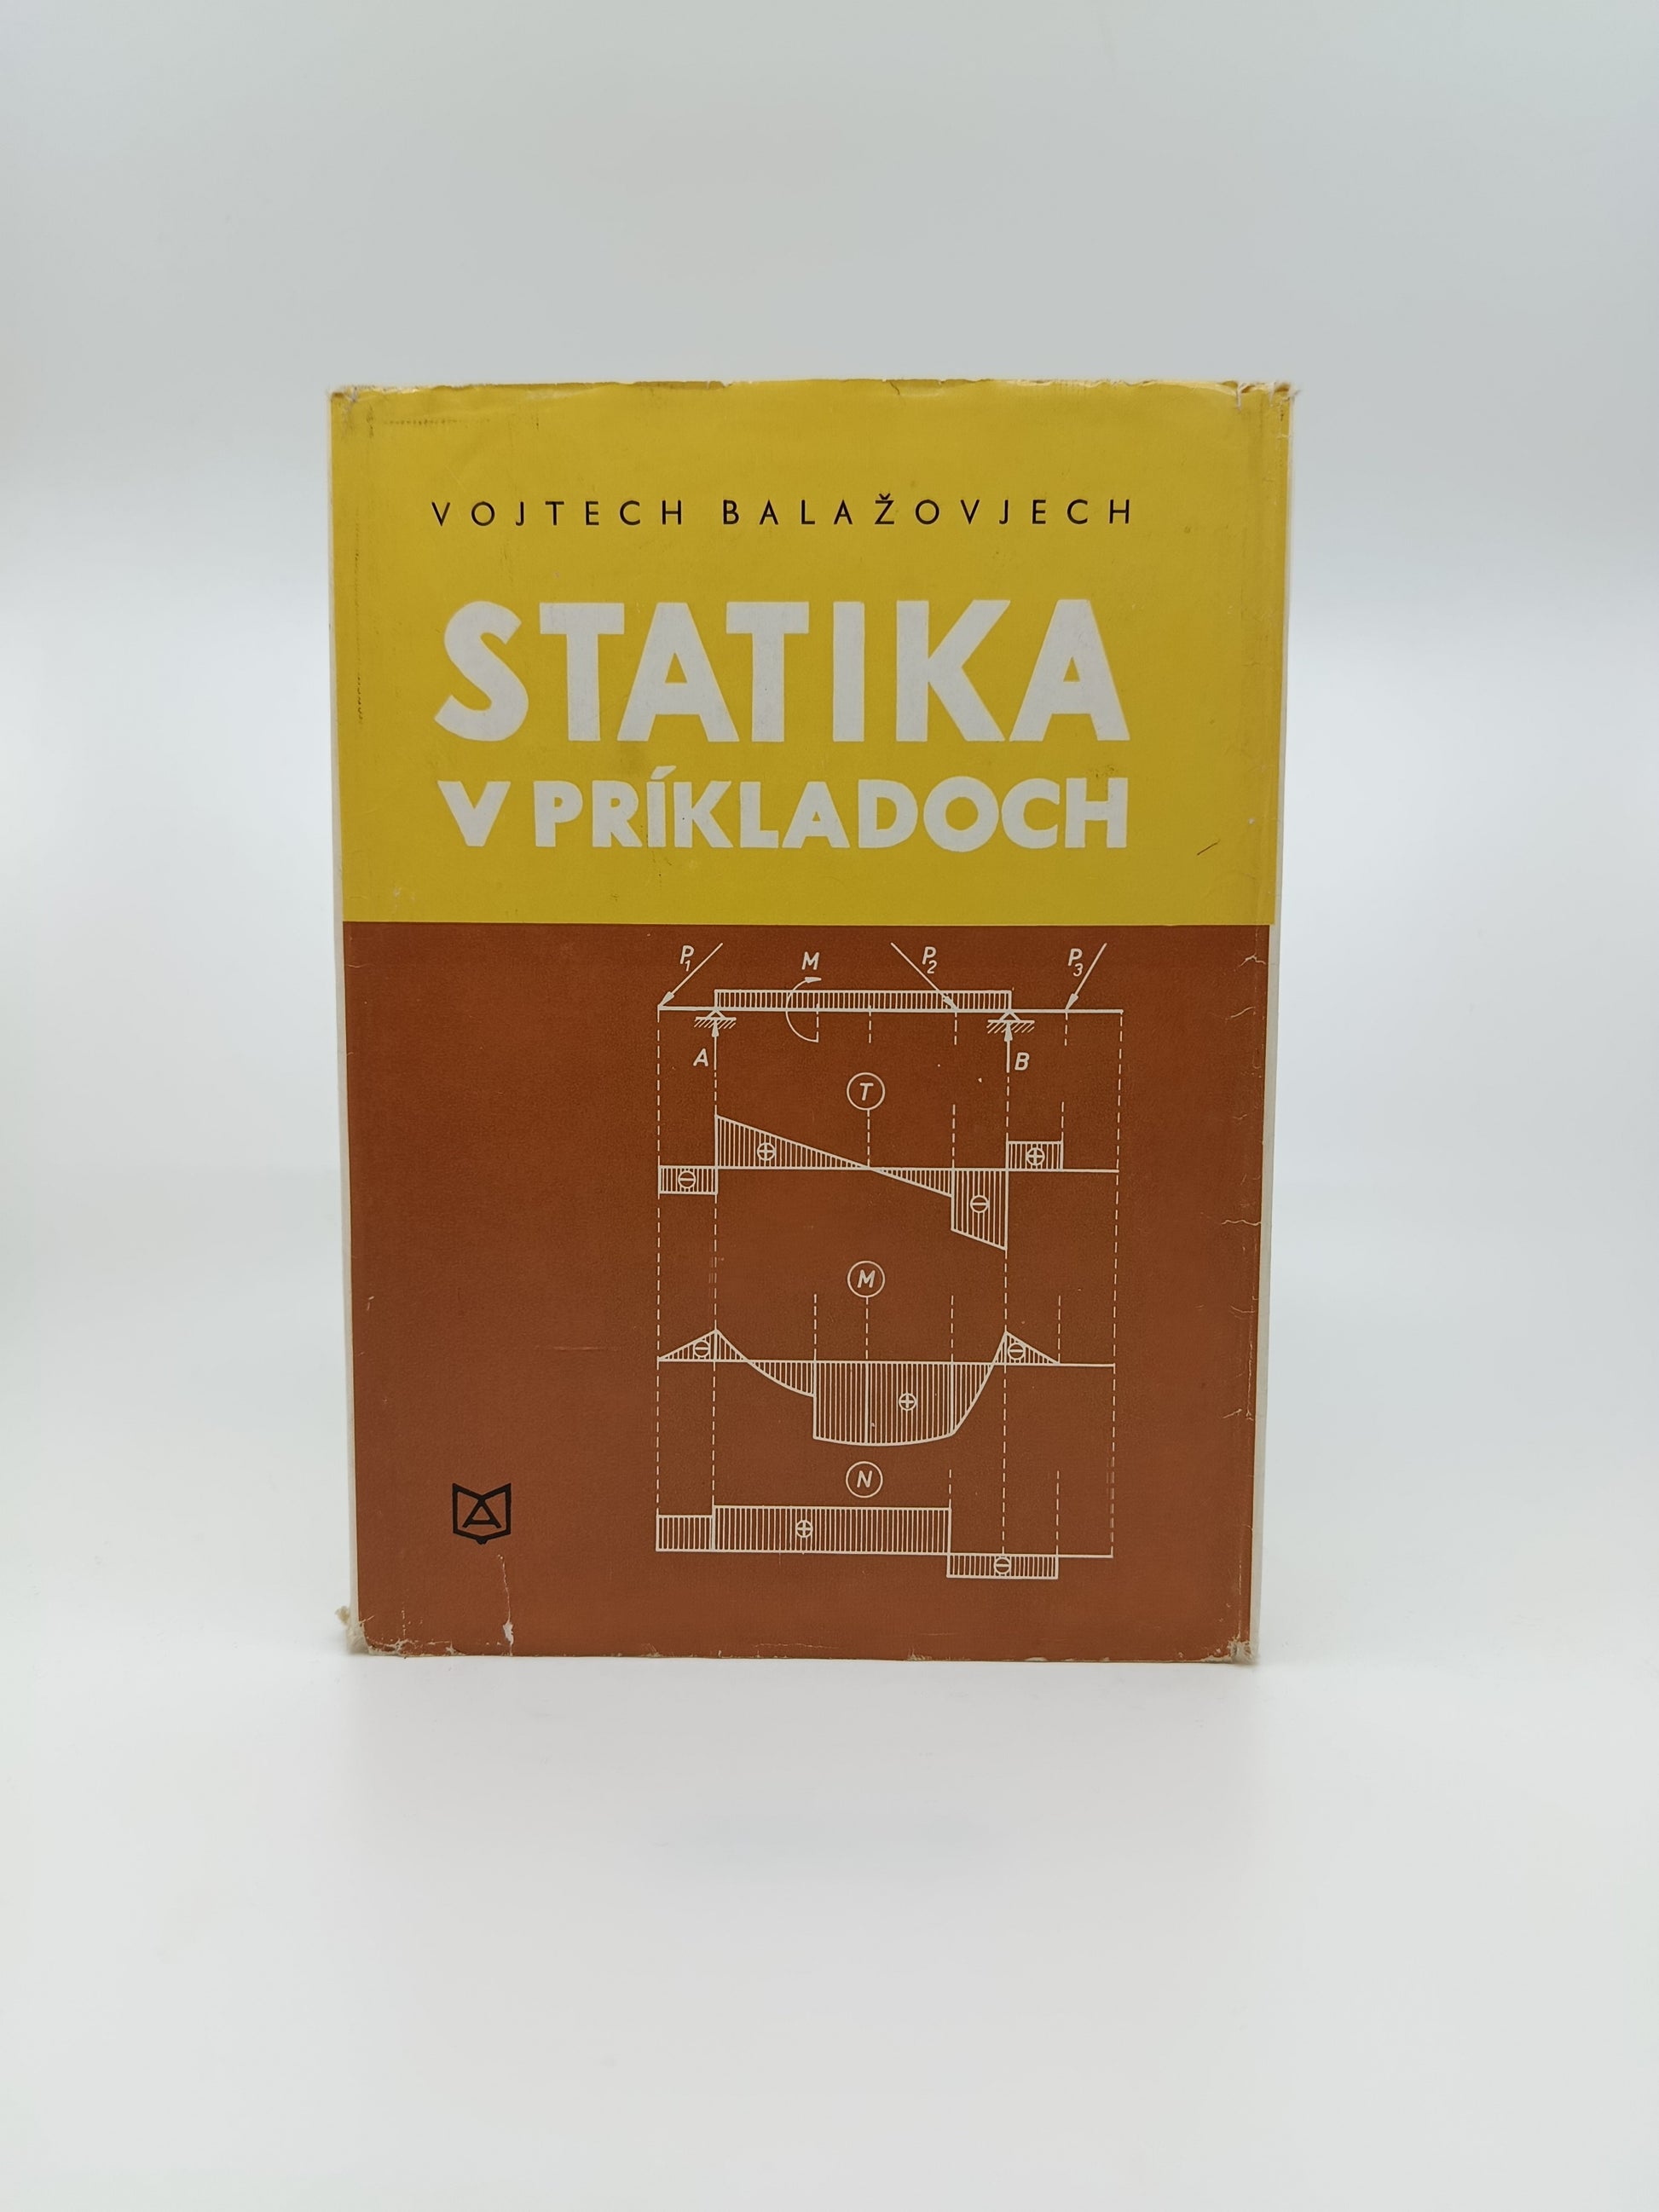 VOJTECH BALAŽOVJECH
STATIKA
V PRÍKLADOCH
P1 M P2 P3
A B
T
M
N
A